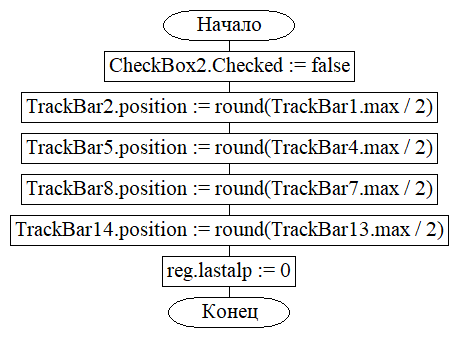 Начало
CheckBox2.Checked := false
TrackBar2.position := round(TrackBar1.max / 2)
TrackBar5.position := round(TrackBar4.max / 2)
TrackBar8.position := round(TrackBar7.max / 2)
TrackBar14.position := round(TrackBar13.max / 2)
reg.lastalp := 0
Конец